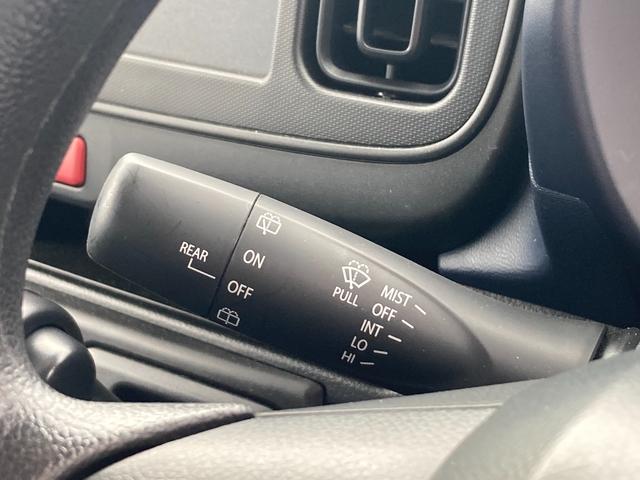 REAR
ON
OFF
PULL
MIST
OFF
INT
LO
HI